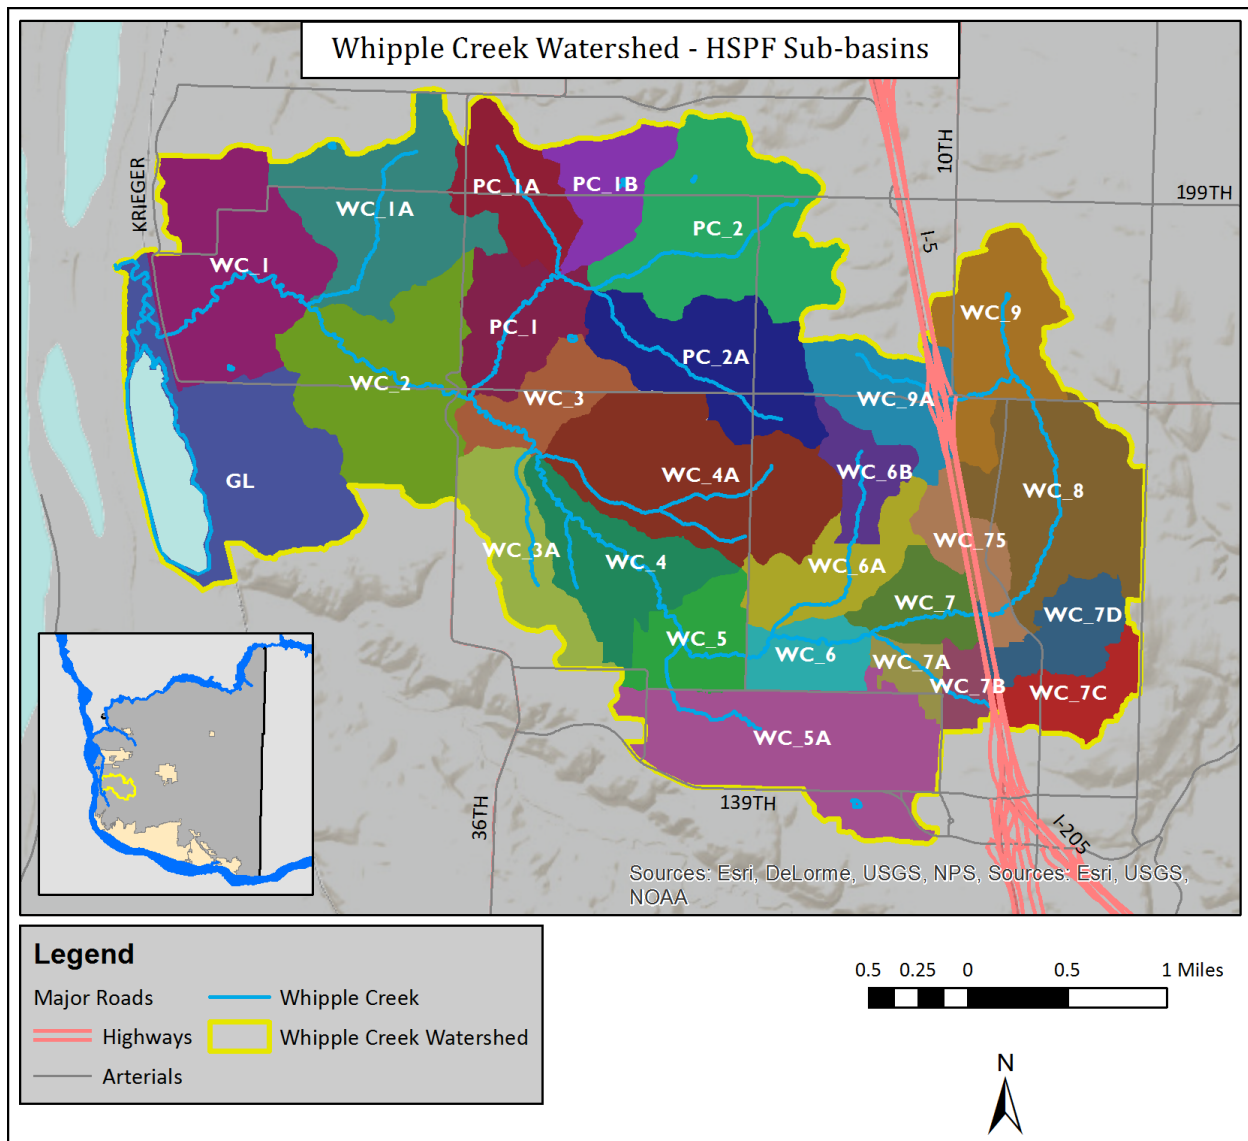 Whipple Creek Watershed - HSPF Sub-basins
KRIEGER
10TH
199TH
I-5
PC_1A
PC_1B
WC_1A
PC_2
WC_1
WC_9
PC_1
PC_2A
WC_2
WC_3
WC_9A
GL
WC_4A
WC_6B
WC_8
WC_3A
WC_4
WC_75
WC_6A
WC_7
WC_7D
WC_5
WC_6
WC_7A
WC_7B
WC_7C
WC_5A
36TH
139TH
I-205
Sources: Esri, DeLorme, USGS, NPS, Sources: Esri, USGS,
NOAA
Legend
Major Roads
Whipple Creek
Highways
Whipple Creek Watershed
Arterials
0.5 0.25 0 0.5 1 Miles
N